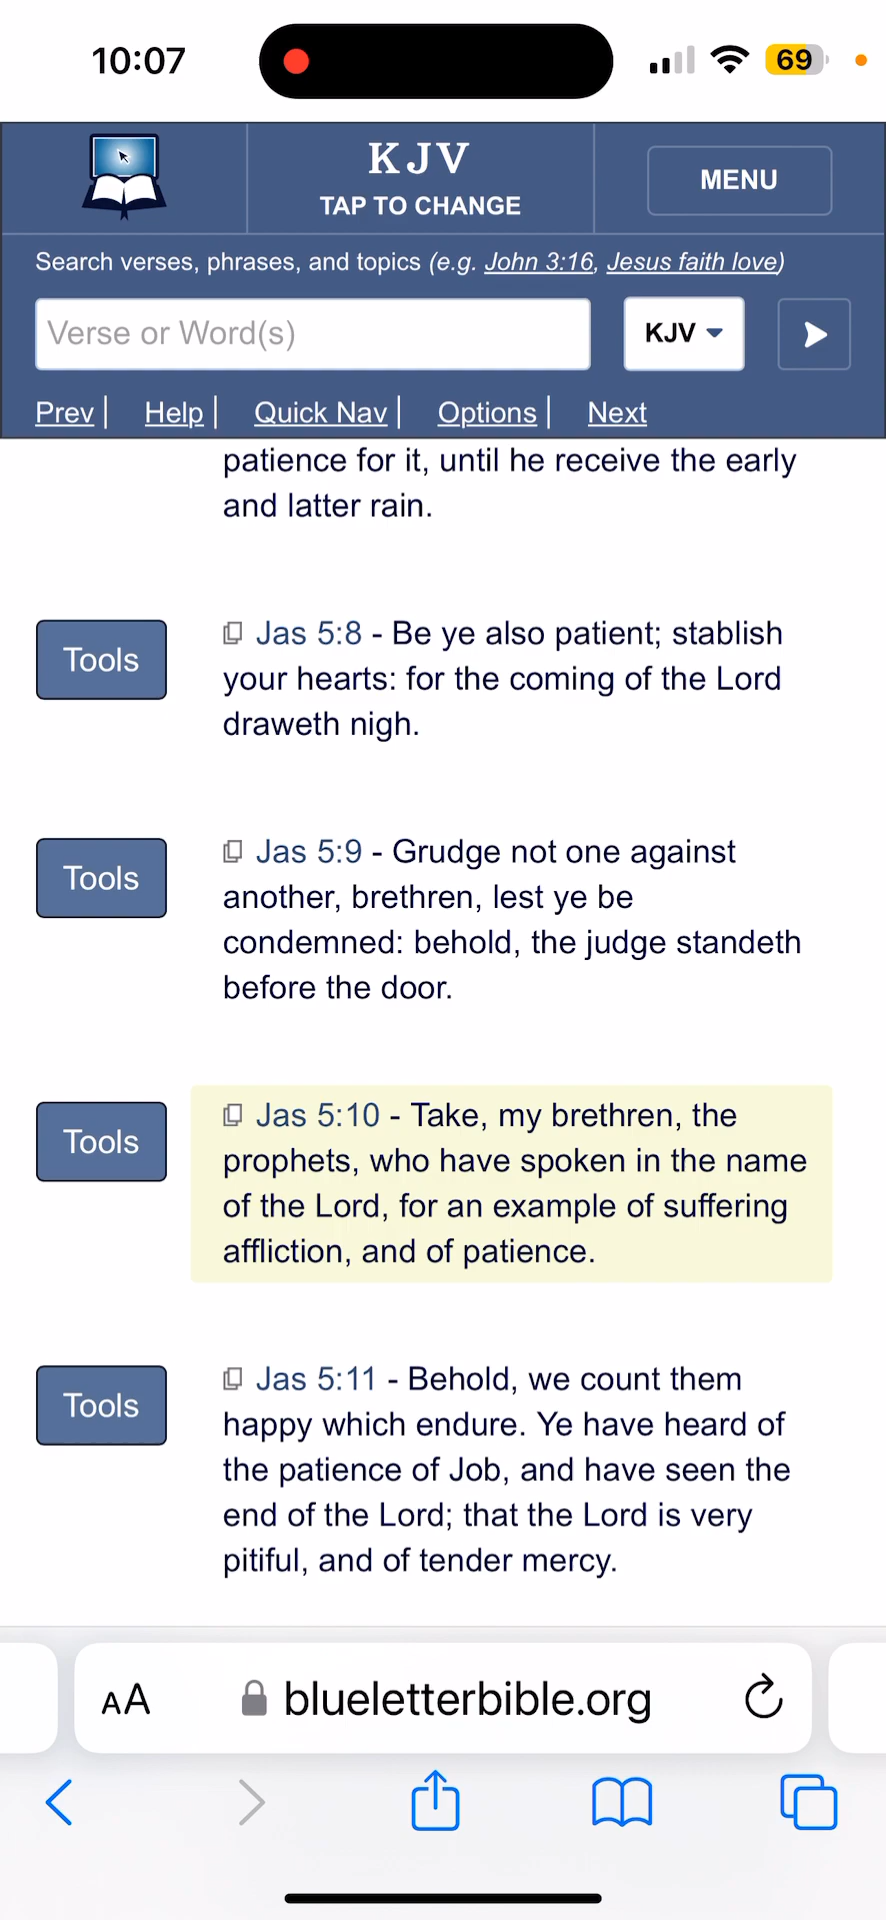 10:07
69
KJV
TAP TO CHANGE
MENU
Search verses, phrases, and topics (e.g. John 3:16, Jesus faith love)
Verse or Word(s)
KJV
Prev | Help | Quick Nav | Options | Next
patience for it, until he receive the early
and latter rain.
Tools
Jas 5:8 - Be ye also patient; stablish
your hearts: for the coming of the Lord
draweth nigh.
Tools
Jas 5:9 - Grudge not one against
another, brethren, lest ye be
condemned: behold, the judge standeth
before the door.
Tools
Jas 5:10 - Take, my brethren, the
prophets, who have spoken in the name
of the Lord, for an example of suffering
affliction, and of patience.
Tools
Jas 5:11 - Behold, we count them
happy which endure. Ye have heard of
the patience of Job, and have seen the
end of the Lord; that the Lord is very
pitiful, and of tender mercy.
AA
blueletterbible.org